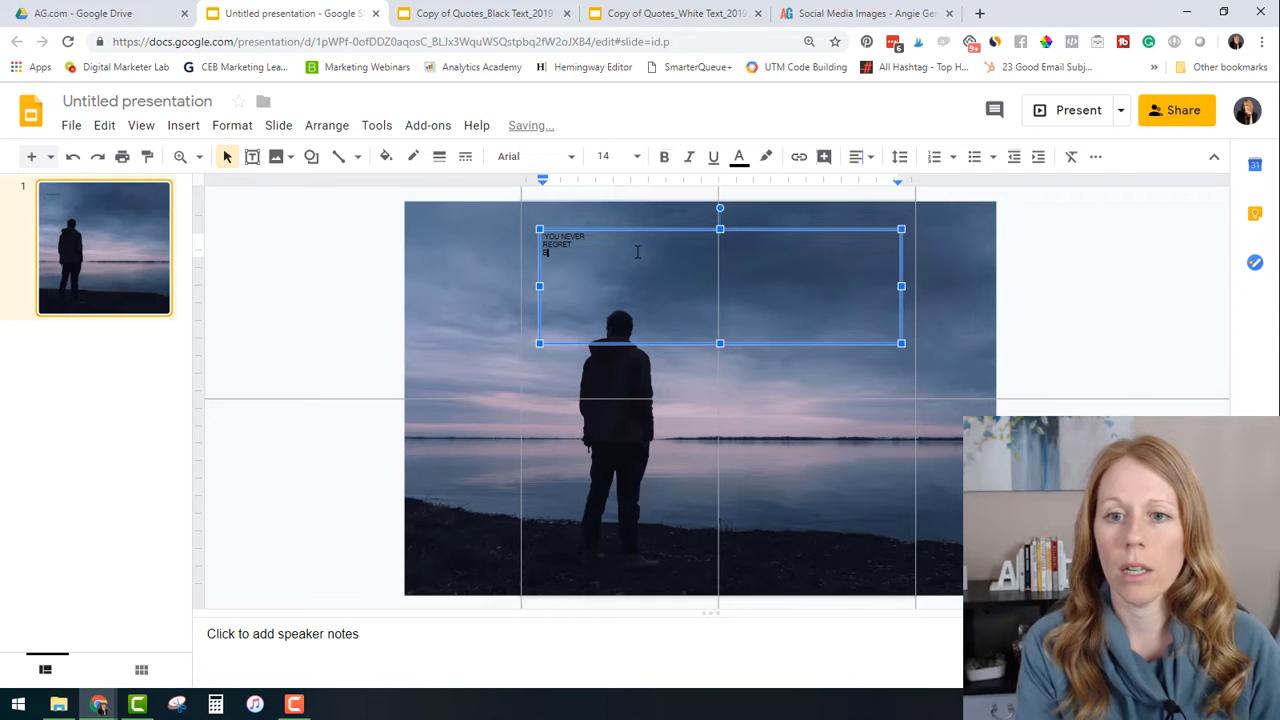 AG.com - Google Drive
Untitled presentation - Google S
Copy of Quotes_Black Text_2019
Copy of Quotes_White Text_2019
Social Media Images - Angie Ger
https://docs.google.com/presentation/d/1pWPf-0ofDDZ0aqosC_BLJx3WquWSQstpbq2fW2oJXB4/edit#slide=id.p
6
9+
Apps
Digital Marketer Lab
CEB Marketing Lea...
Marketing Webinars
Analytics Academy
Hemingway Editor
SmarterQueue+
UTM Code Building
All Hashtag - Top H...
23 Good Email Subj...
Other bookmarks
Untitled presentation
Present
Share
File
Edit
View
Insert
Format
Slide
Arrange
Tools
Add-ons
Help
Saving...
Arial
14
1
YOU NEVER
REGRET
Click to add speaker notes